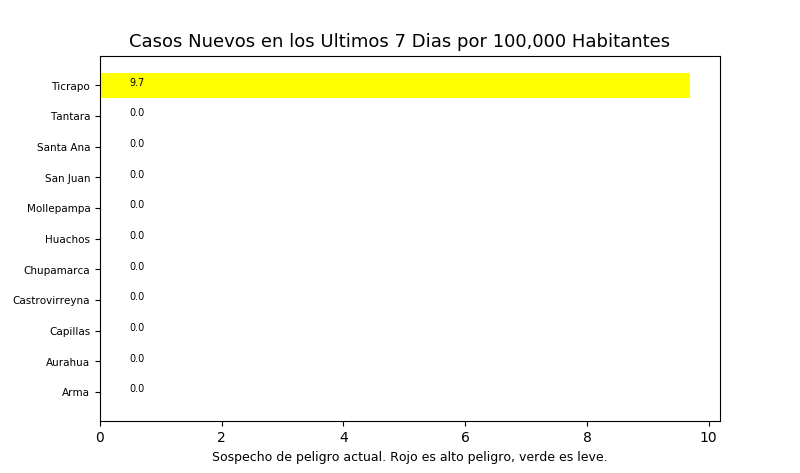 Casos Nuevos en los Ultimos 7 Dias por 100,000 Habitantes
Ticrapo 9.7
Tantara 0.0
Santa Ana 0.0
San Juan 0.0
Mollepampa 0.0
Huachos 0.0
Chupamarca 0.0
Castrovirreyna 0.0
Capillas 0.0
Aurahua 0.0
Arma 0.0
0 2 4 6 8 10
Sospecho de peligro actual. Rojo es alto peligro, verde es leve.